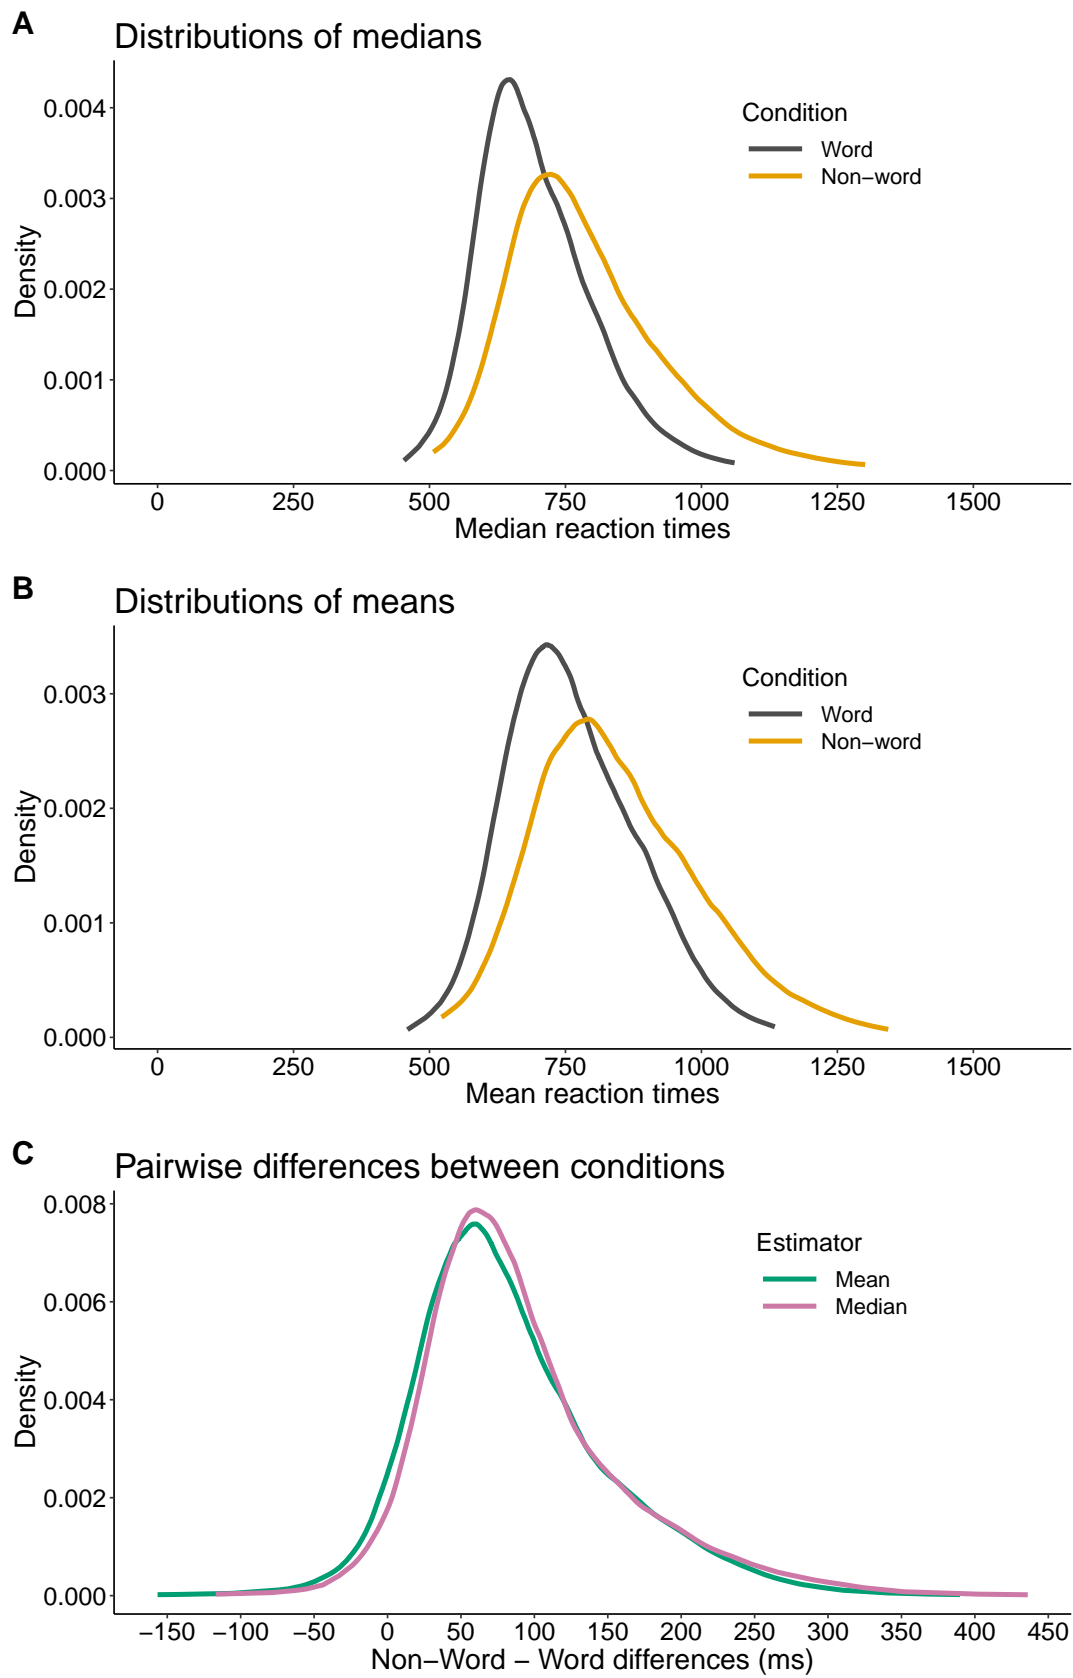 A
Distributions of medians
Density
0.004
0.003
0.002
0.001
0.000
Condition
Word
Non−word
0 250 500 750 1000 1250 1500
Median reaction times
B
Distributions of means
Density
0.003
0.002
0.001
0.000
Condition
Word
Non−word
0 250 500 750 1000 1250 1500
Mean reaction times
C
Pairwise differences between conditions
Density
0.008
0.006
0.004
0.002
0.000
Estimator
Mean
Median
−150 −100 −50 0 50 100 150 200 250 300 350 400 450
Non−Word − Word differences (ms)